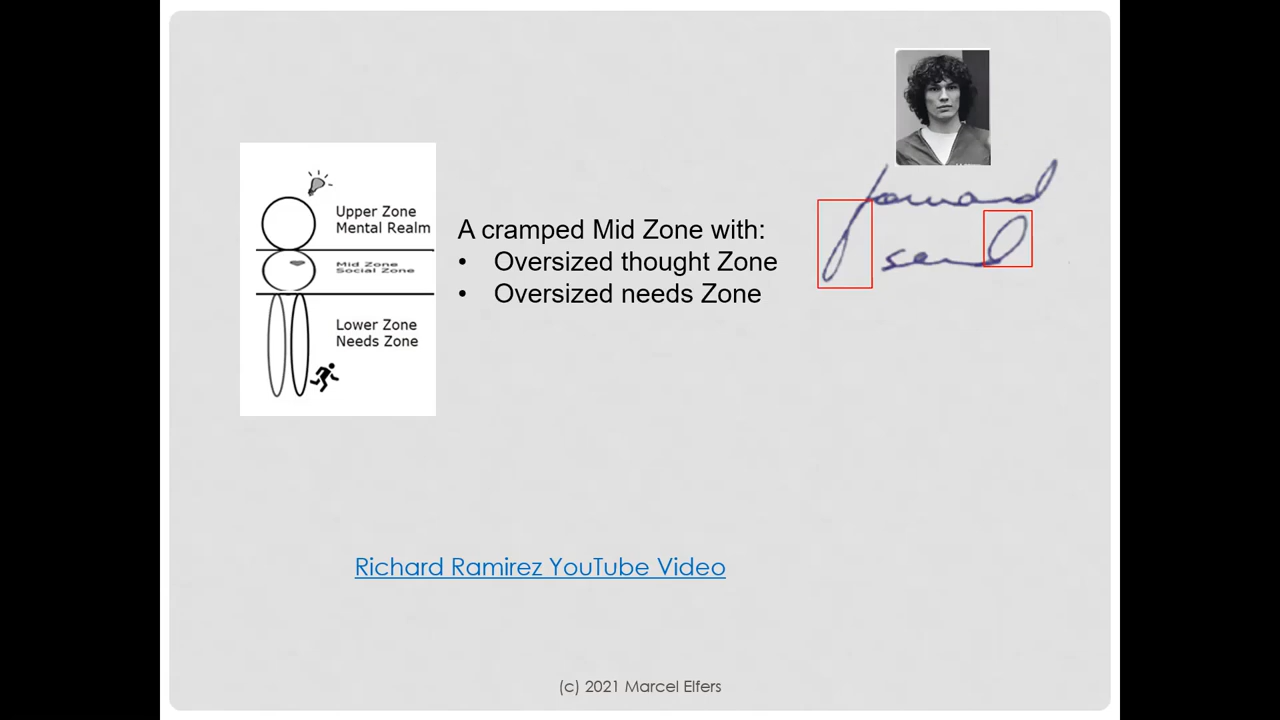 Upper Zone
Mental Realm
Mid Zone
Social Zone
Lower Zone
Needs Zone
A cramped Mid Zone with:
• Oversized thought Zone
• Oversized needs Zone
forward
send
Richard Ramirez YouTube Video
(c) 2021 Marcel Elfers